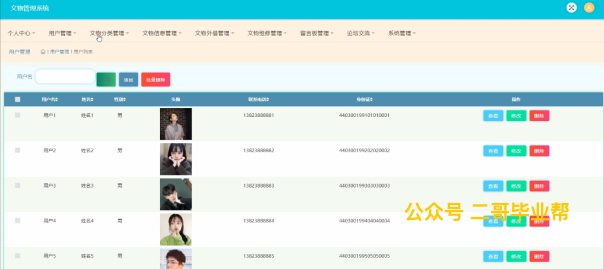 文物管理系统
个人中心 用户管理 文物分类管理 文物信息管理 文物外借管理 文物维修管理 留言板管理 论坛交流 系统管理
用户管理 用户管理 用户列表
用户名 添加 批量删除
用户名 姓名 性别 头像 联系电话 身份证 操作
用户1 姓名1 男 13823888881 440300199101010001 查看 修改 删除
用户2 姓名2 男 13823888882 440300199202020002 查看 修改 删除
用户3 姓名3 男 13823888883 440300199303030003 查看 修改 删除
用户4 姓名4 男 13823888884 440300199404040004 查看 修改 删除
公众号 二哥毕业帮
用户5 姓名5 男 13823888885 440300199505050005 查看 修改 删除